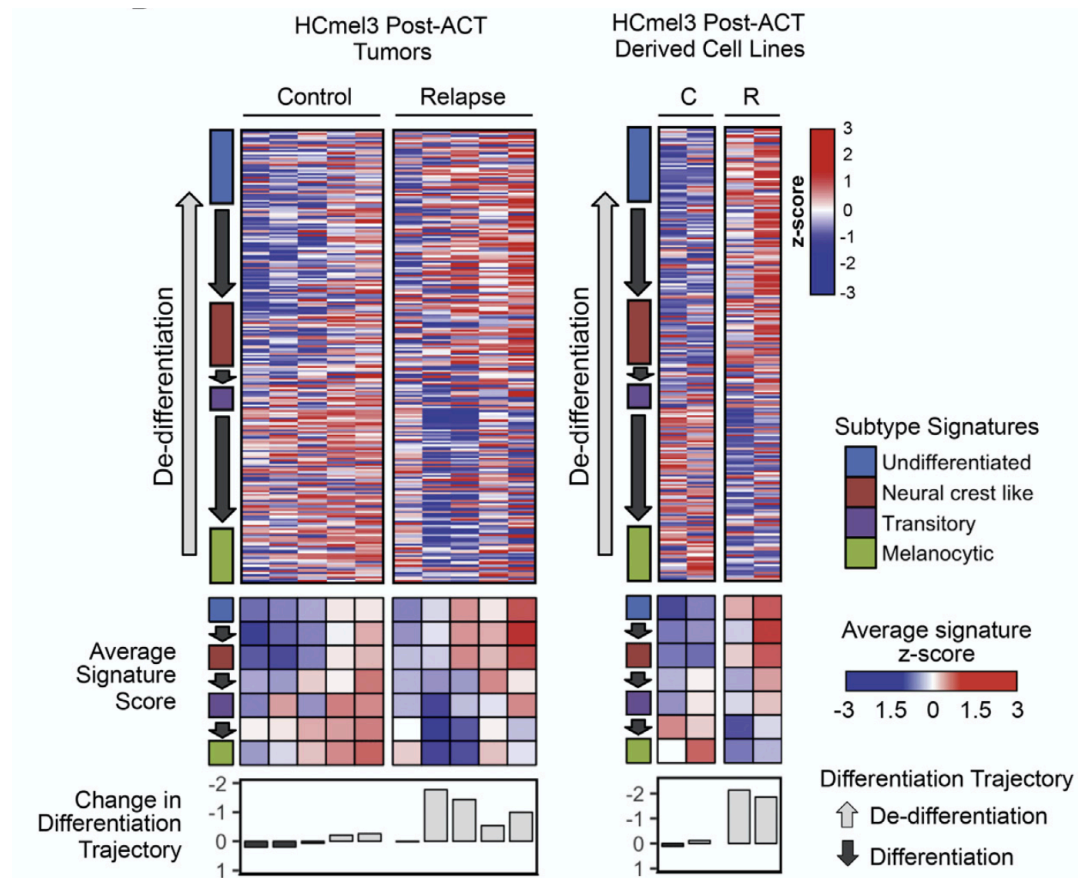 HCmel3 Post-ACT
Tumors
HCmel3 Post-ACT
Derived Cell Lines
Control
Relapse
C
R
3
2
1
0
-1
-2
-3
z-score
De-differentiation
De-differentiation
Subtype Signatures
Undifferentiated
Neural crest like
Transitory
Melanocytic
Average
Signature
Score
Average signature
z-score
-3 1.5 0 1.5 3
Change in
Differentiation
Trajectory
-2
-1
0
1
-2
-1
0
1
Differentiation Trajectory
De-differentiation
Differentiation